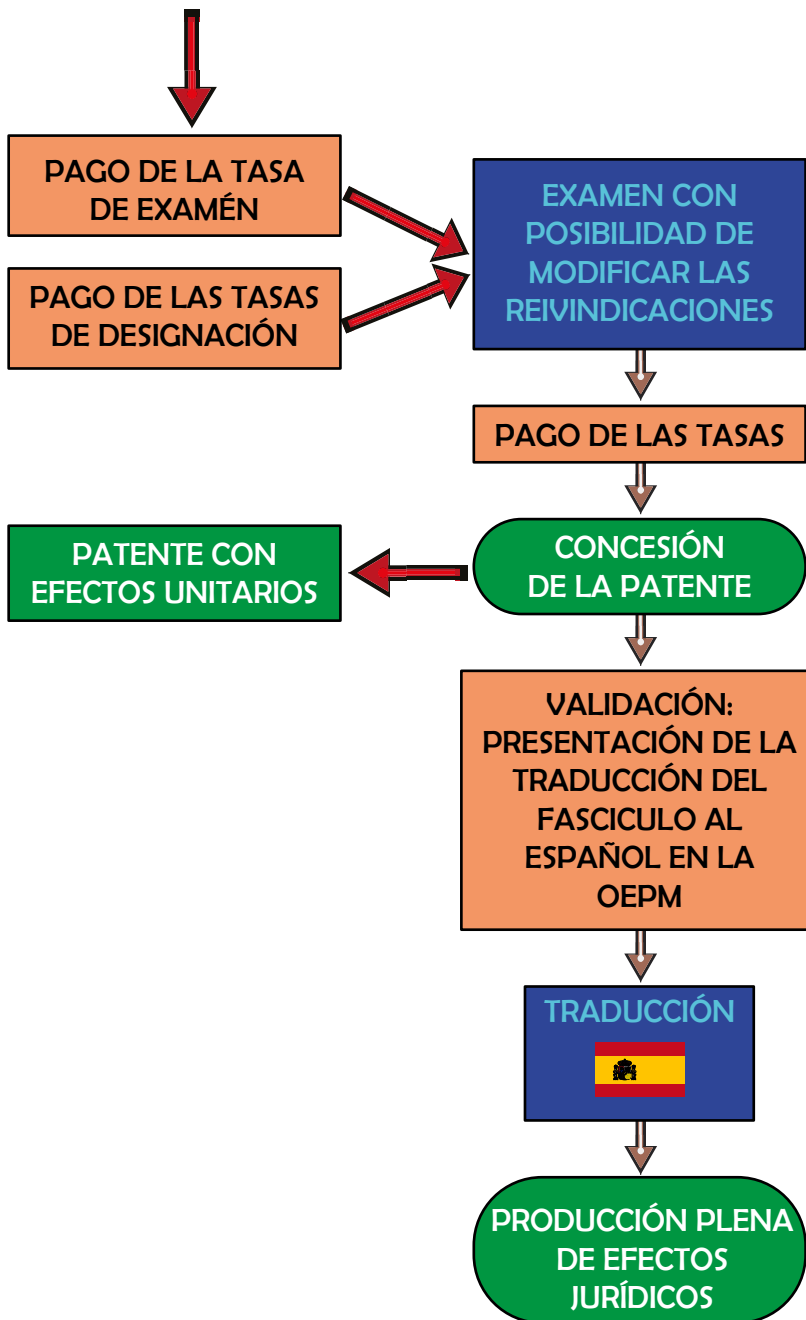 PAGO DE LA TASA
DE EXAMÉN
PAGO DE LAS TASAS
DE DESIGNACIÓN
EXAMEN CON
POSIBILIDAD DE
MODIFICAR LAS
REIVINDICACIONES
PAGO DE LAS TASAS
CONCESIÓN
DE LA PATENTE
PATENTE CON
EFECTOS UNITARIOS
VALIDACIÓN:
PRESENTACIÓN DE LA
TRADUCCIÓN DEL
FASCICULO AL
ESPAÑOL EN LA
OEPM
TRADUCCIÓN
PRODUCCIÓN PLENA
DE EFECTOS
JURÍDICOS